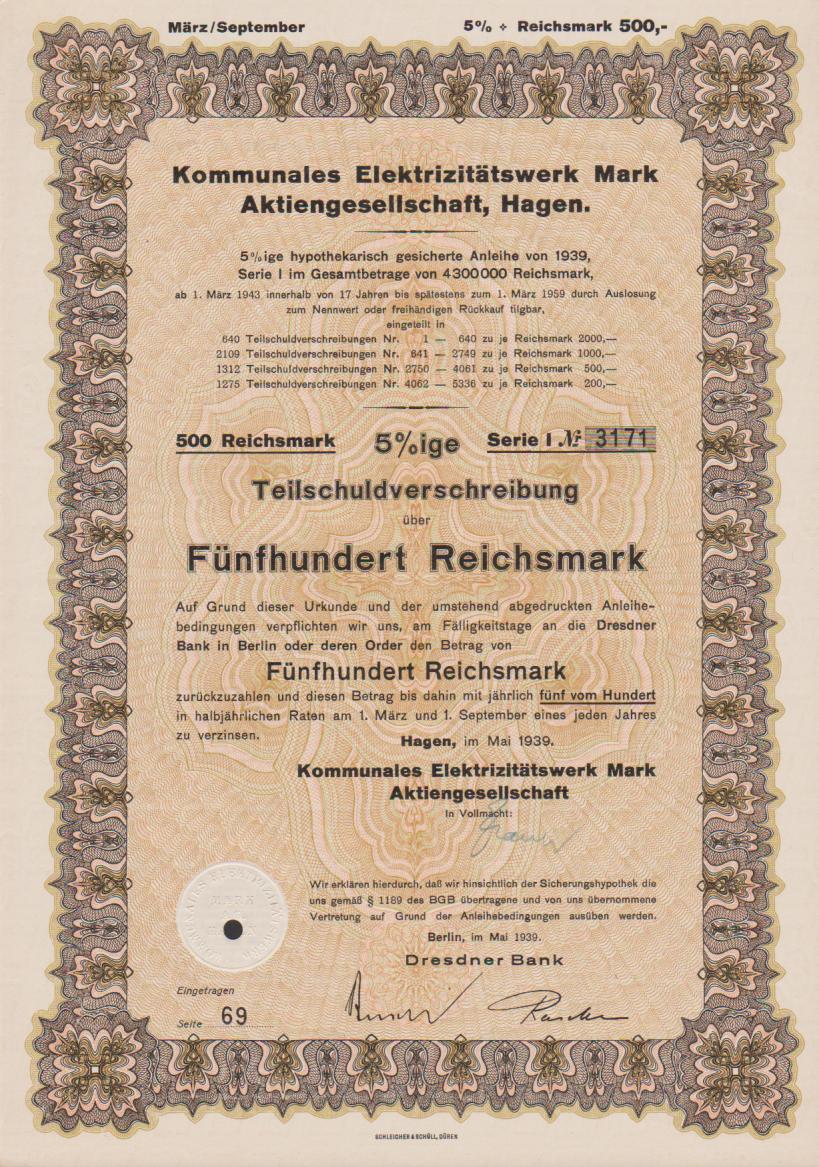 März/September 5% ÷ Reichsmark 500,-
Kommunales Elektrizitätswerk Mark
Aktiengesellschaft, Hagen.
5%ige hypothekarisch gesicherte Anleihe von 1939,
Serie I im Gesamtbetrage von 4300000 Reichsmark,
ab 1. März 1943 innerhalb von 17 Jahren bis spätestens zum 1. März 1959 durch Auslosung
zum Nennwert oder freihändigen Rückkauf tilgbar,
eingeteilt in
640 Teilschuldverschreibungen Nr. 1 — 640 zu je Reichsmark 2000,—
2109 Teilschuldverschreibungen Nr. 641 — 2749 zu je Reichsmark 1000,—
1312 Teilschuldverschreibungen Nr. 2750 — 4061 zu je Reichsmark 500,—
1275 Teilschuldverschreibungen Nr. 4062 — 5336 zu je Reichsmark 200,—
500 Reichsmark 5%ige Serie I № 3171
Teilschuldverschreibung
über
Fünfhundert Reichsmark
Auf Grund dieser Urkunde und der umstehend abgedruckten Anleihe-
bedingungen verpflichten wir uns, am Fälligkeitstage an die Dresdner
Bank in Berlin oder deren Order den Betrag von
Fünfhundert Reichsmark
zurückzuzahlen und diesen Betrag bis dahin mit jährlich fünf vom Hundert
in halbjährlichen Raten am 1. März und 1. September eines jeden Jahres
zu verzinsen.
Hagen, im Mai 1939.
Kommunales Elektrizitätswerk Mark
Aktiengesellschaft
In Vollmacht:
Wir erklären hierdurch, daß wir hinsichtlich der Sicherungshypothek die
uns gemäß § 1189 des BGB übertragene und von uns übernommene
Vertretung auf Grund der Anleihebedingungen ausüben werden.
Berlin, im Mai 1939.
Dresdner Bank
MARK
Eingetragen
Seite 69
SCHLEICHER & SCHÜLL, DÜREN